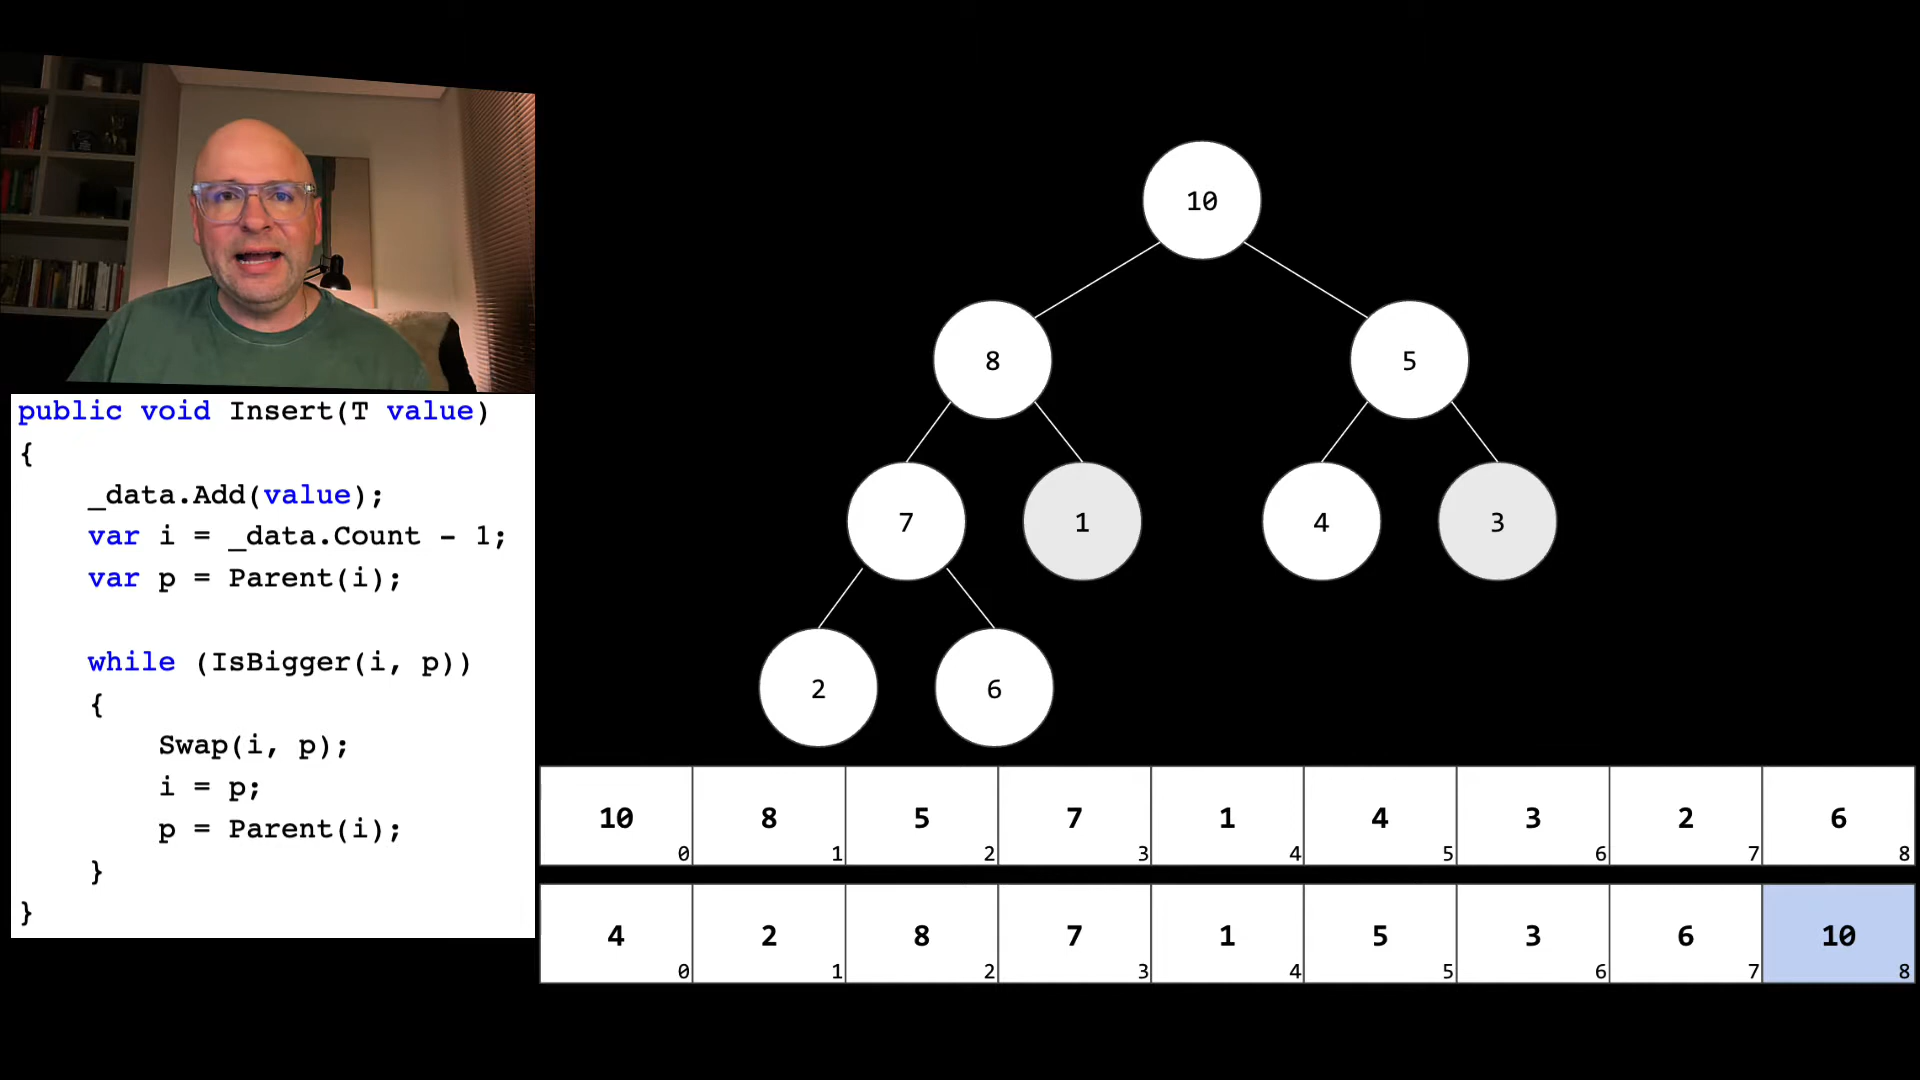 public void Insert(T value)
{
    _data.Add(value);
    var i = _data.Count - 1;
    var p = Parent(i);

    while (IsBigger(i, p))
    {
        Swap(i, p);
        i = p;
        p = Parent(i);
    }
}
10
8 5
7 1 4 3
2 6
10 8 5 7 1 4 3 2 6
0 1 2 3 4 5 6 7 8
4 2 8 7 1 5 3 6 10
0 1 2 3 4 5 6 7 8